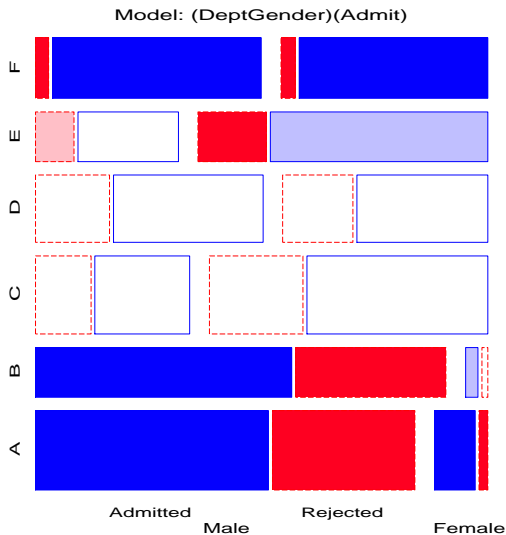 Model: (DeptGender)(Admit)
F
E
D
C
B
A
Admitted Rejected
Male Female